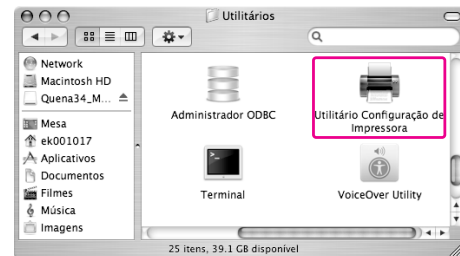 Utilitários
Network
Macintosh HD
Quena34_M...
Mesa
ek001017
Aplicativos
Documentos
Filmes
Música
Imagens
Administrador ODBC
Utilitário Configuração de
Impressora
Terminal
VoiceOver Utility
25 itens, 39.1 GB disponível